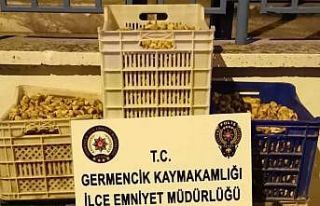 T.C.
GERMENCİK KAYMAKAMLIĞI
İLÇE EMNİYET MÜDÜRLÜĞÜ